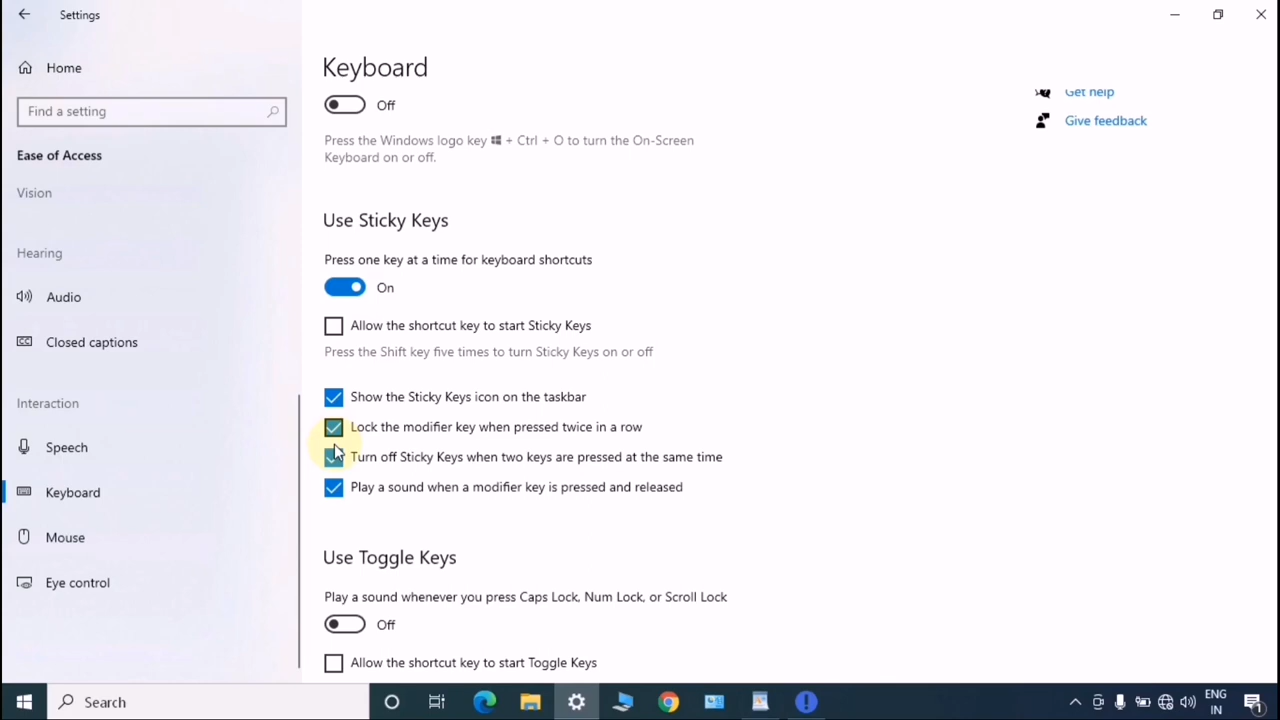 Settings
Home
Find a setting
Ease of Access
Vision
Hearing
Audio
Closed captions
Interaction
Speech
Keyboard
Mouse
Eye control
Keyboard
Off
Press the Windows logo key + Ctrl + O to turn the On-Screen
Keyboard on or off.
Use Sticky Keys
Press one key at a time for keyboard shortcuts
On
Allow the shortcut key to start Sticky Keys
Press the Shift key five times to turn Sticky Keys on or off
Show the Sticky Keys icon on the taskbar
Lock the modifier key when pressed twice in a row
Turn off Sticky Keys when two keys are pressed at the same time
Play a sound when a modifier key is pressed and released
Use Toggle Keys
Play a sound whenever you press Caps Lock, Num Lock, or Scroll Lock
Off
Allow the shortcut key to start Toggle Keys
Get help
Give feedback
Search
ENG
IN
1